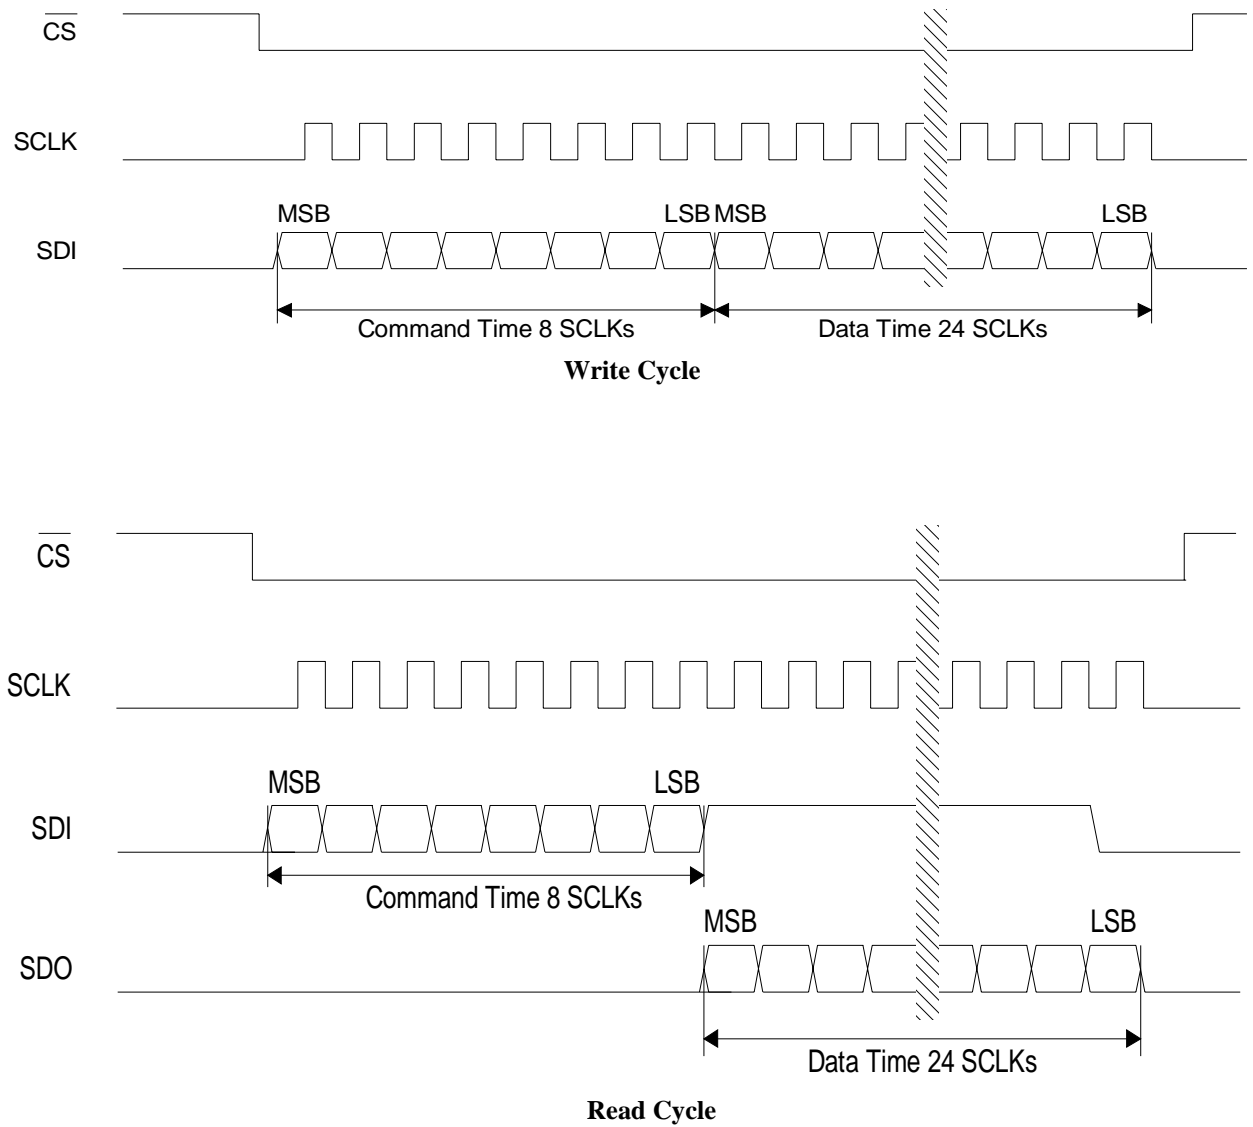 CS
SCLK
MSB LSB MSB LSB
SDI
Command Time 8 SCLKs Data Time 24 SCLKs
Write Cycle
CS
SCLK
MSB LSB
SDI
Command Time 8 SCLKs
MSB LSB
SDO
Data Time 24 SCLKs
Read Cycle